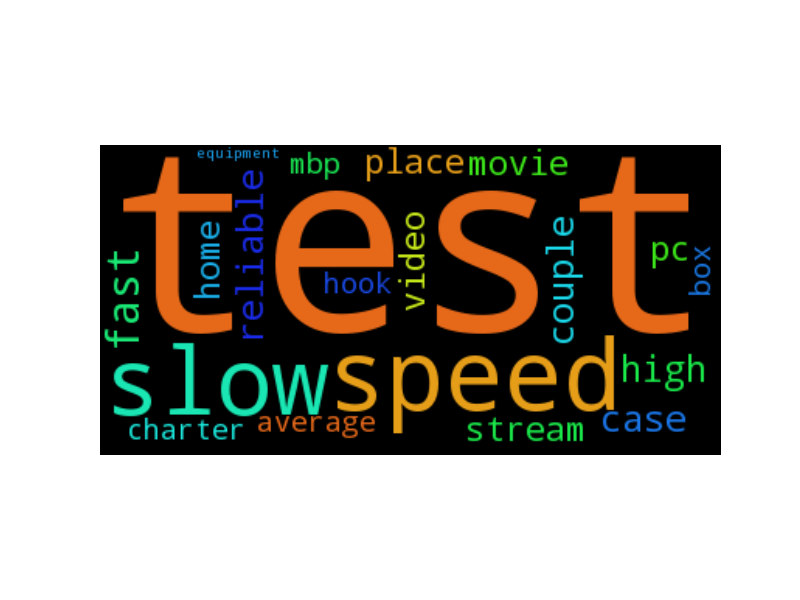 equipment
mbp
place
movie
test
fast
home
reliable
hook
video
couple
pc
box
slow
speed
high
charter
average
stream
case